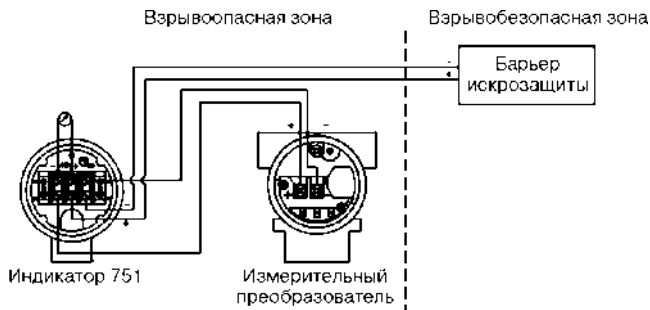 Взрывоопасная зона
Взрывобезопасная зона
Барьер
искрозащиты
Индикатор 751
Измерительный
преобразователь